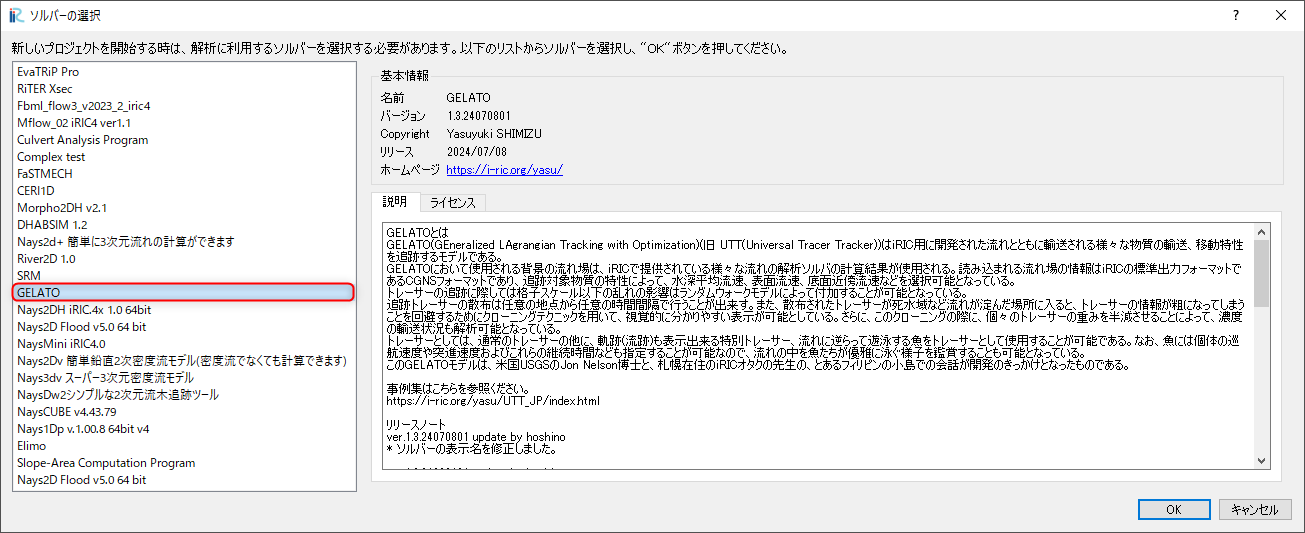 ソルバーの選択
新しいプロジェクトを開始する時は、解析に利用するソルバーを選択する必要があります。以下のリストからソルバーを選択し、"OK"ボタンを押してください。
EvaTRiP Pro
RiTER Xsec
Fbml_flow3_v2023_2_iric4
Mflow_02 iRIC4 ver1.1
Culvert Analysis Program
Complex test
FaSTMECH
CERI1D
Morpho2DH v2.1
DHABSIM 1.2
Nays2d+ 簡単に3次元流れの計算ができます
River2D 1.0
SRM
GELATO
Nays2DH iRIC.4x 1.0 64bit
Nays2D Flood v5.0 64 bit
NaysMini iRIC4.0
Nays2Dv 簡単鉛直2次密度流モデル(密度流でなくても計算できます)
Nays3dv スーパー3次元密度流モデル
NaysDw2シンプルな2次元流木追跡ツール
NaysCUBE v4.43.79
Nays1Dp v.1.00.8 64bit v4
Elimo
Slope-Area Computation Program
Nays2D Flood v5.0 64 bit
基本情報
名前 GELATO
バージョン 1.3.24070801
Copyright Yasuyuki SHIMIZU
リリース 2024/07/08
ホームページ https://i-ric.org/yasu/
説明 ライセンス
GELATOとは
GELATO(GEneralized LAgrangian Tracking with Optimization)(旧 UTT(Universal Tracer Tracker))はiRIC用に開発された流れとともに輸送される様々な物質の輸送、移動特性
を追跡するモデルである。
GELATOにおいて使用される背景の流れ場は、iRICで提供されている様々な流れの解析ソルバの計算結果が使用される。読み込まれる流れ場の情報はiRICの標準出力フォーマットで
あるCGNSフォーマットであり、追跡対象物質の特性によって、水深平均流速、表面流速、底面近傍流速などを選択可能となっている。
トレーサーの追跡に際しては格子スケール以下の乱れの影響はランダムウォークモデルによって付加することが可能となっている。
追跡トレーサーの散布は任意の地点から任意の時間間隔で行うことが出来す。また、散布されたトレーサーが死水域など流れが淀んだ場所に入ると、トレーサーの情報が粗になってしまう
ことを回避するためにクローニングテクニックを用いて、視覚的に分かりやすい表示が可能としている。さらに、このクローニングの際に、個々のトレーサーの重みを半減させることによって、濃度
の輸送状況も解析可能となっている。
トレーサーとしては、通常のトレーサーの他に、軌跡(航跡)も表示出来る特別トレーサー、流れに逆らって遊泳する魚をトレーサーとして使用することが可能である。なお、魚には個体の巡
航速度や突進速度およびこれらの継続時間なども指定することが可能なので、流れの中を魚たちが優雅に泳ぐ様子を鑑賞することも可能となっている。
このGELATOモデルは、米国USGSのJon Nelson博士と、札幌在住のiRICオタクの先生の、とあるフィリピンの小島での会話が開発のきっかけとなったものである。
事例集はこちらを参照ください。
https://i-ric.org/yasu/UTT_JP/index.html
リリースノート
ver.1.3.24070801 update by hoshino
* ソルバーの表示名を修正しました。
OK キャンセル